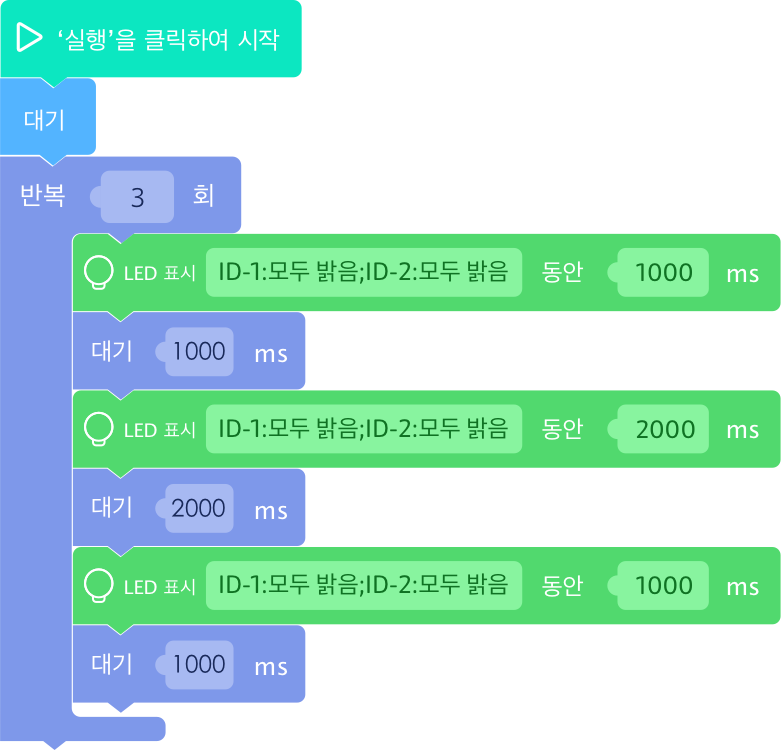 ‘실행’을 클릭하여 시작
대기
반복 3 회
LED 표시 ID-1:모두 밝음;ID-2:모두 밝음 동안 1000 ms
대기 1000 ms
LED 표시 ID-1:모두 밝음;ID-2:모두 밝음 동안 2000 ms
대기 2000 ms
LED 표시 ID-1:모두 밝음;ID-2:모두 밝음 동안 1000 ms
대기 1000 ms